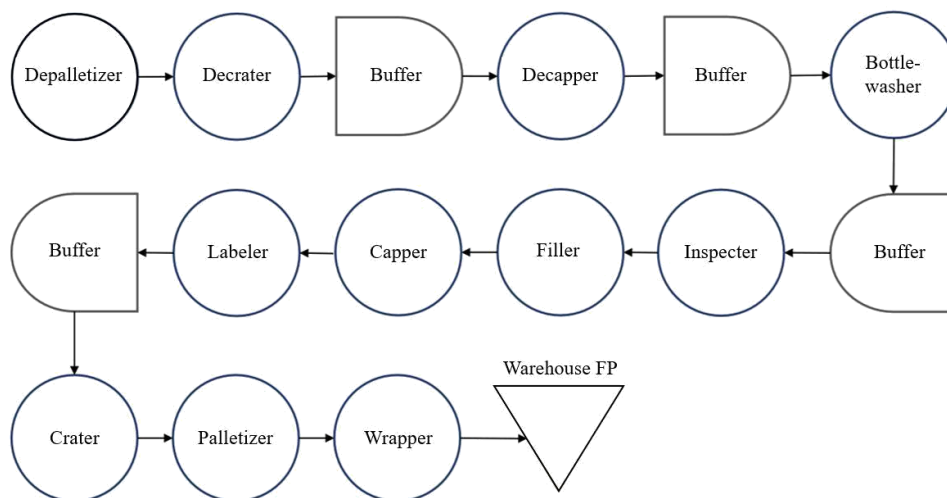 Depalletizer
Decrater
Buffer
Decapper
Buffer
Bottle-
washer
Buffer
Labeler
Capper
Filler
Inspecter
Buffer
Warehouse FP
Crater
Palletizer
Wrapper